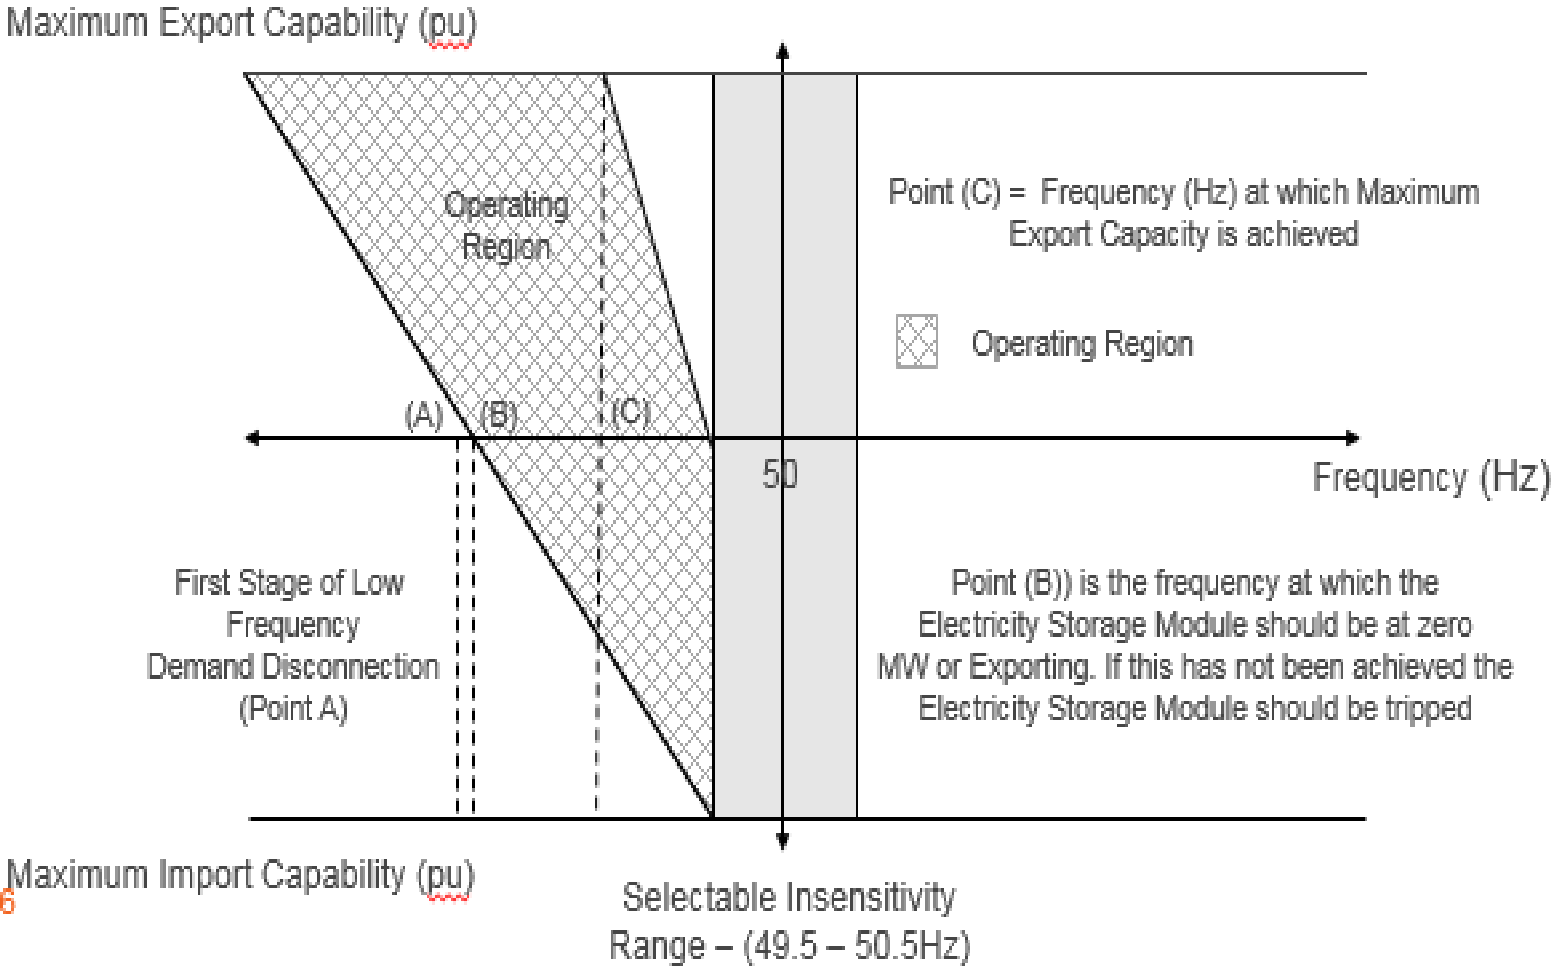 Maximum Export Capability (pu)
Point (C) = Frequency (Hz) at which Maximum
Export Capacity is achieved
Operating
Region
Operating Region
(A)
(B)
(C)
50
Frequency (Hz)
First Stage of Low
Frequency
Demand Disconnection
(Point A)
Point (B)) is the frequency at which the
Electricity Storage Module should be at zero
MW or Exporting. If this has not been achieved the
Electricity Storage Module should be tripped
Maximum Import Capability (pu)
6
Selectable Insensitivity
Range – (49.5 – 50.5Hz)